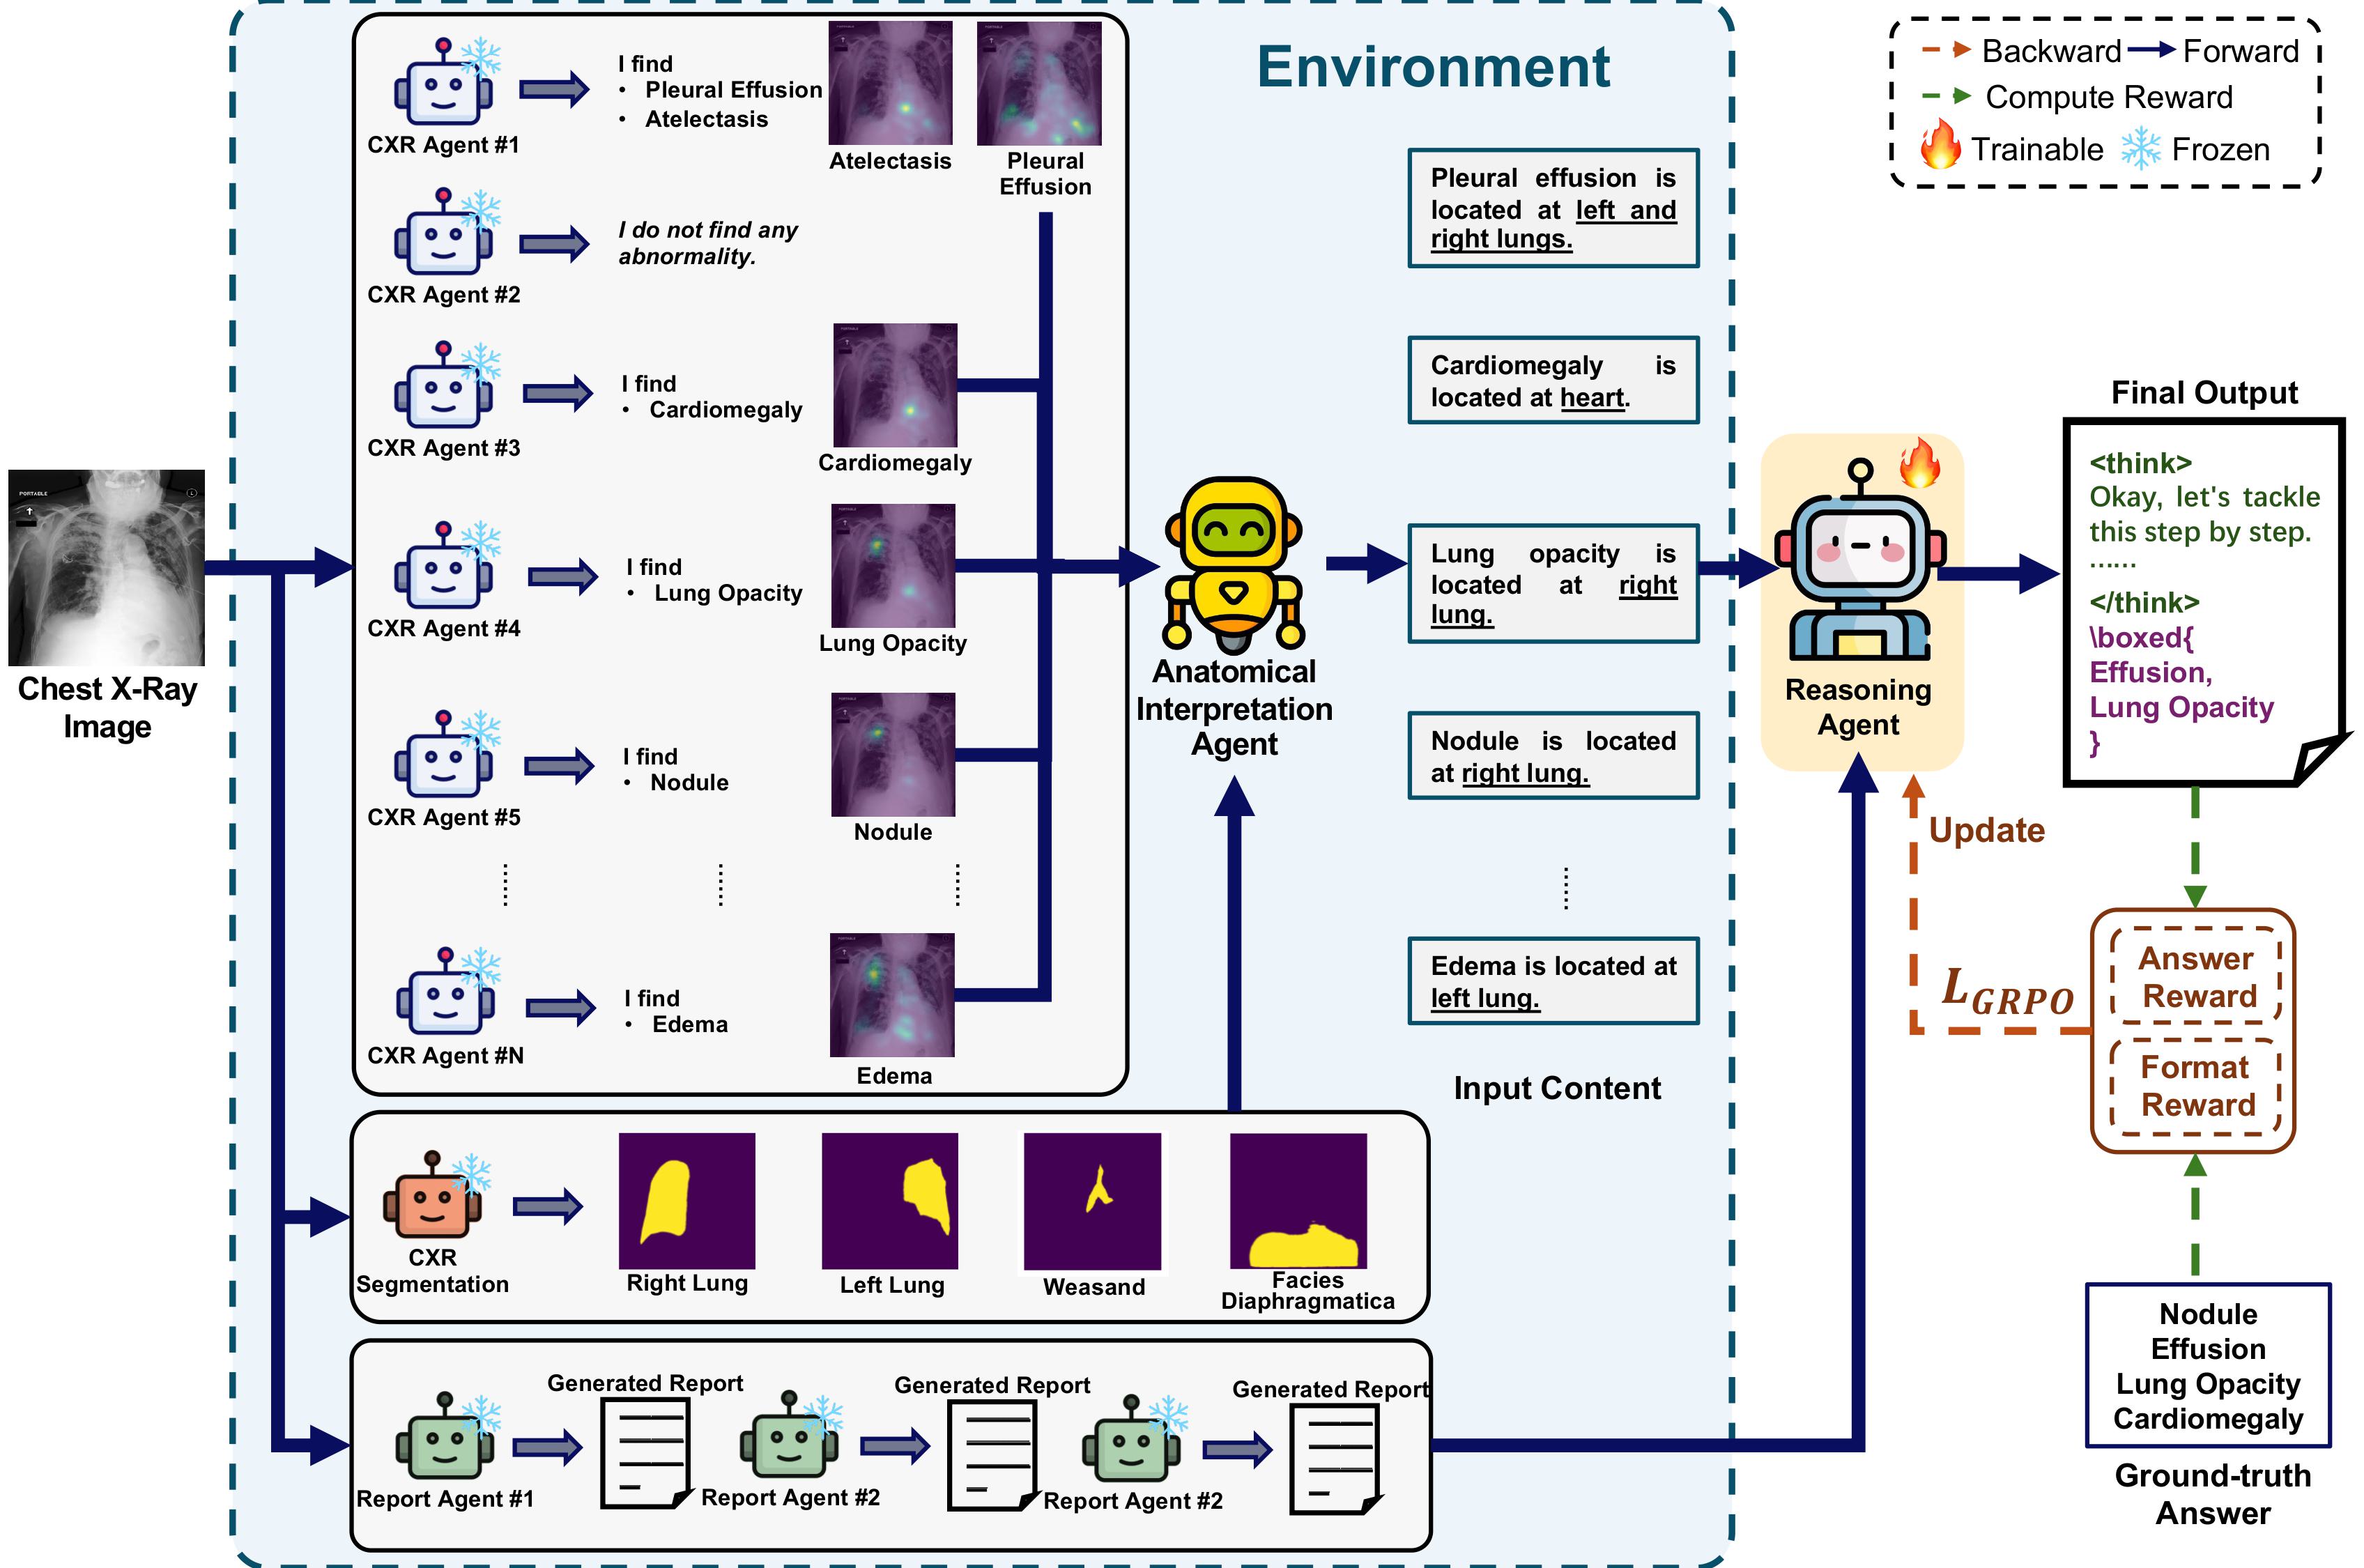 Environment
Backward
Forward
Compute Reward
Trainable
Frozen
Chest X-Ray
Image
PORTABLE
L
CXR Agent #1
I find
• Pleural Effusion
• Atelectasis
Atelectasis
Pleural
Effusion
CXR Agent #2
I do not find any
abnormality.
CXR Agent #3
I find
• Cardiomegaly
Cardiomegaly
CXR Agent #4
I find
• Lung Opacity
Lung Opacity
CXR Agent #5
I find
• Nodule
Nodule
CXR Agent #N
I find
• Edema
Edema
CXR
Segmentation
Right Lung
Left Lung
Weasand
Facies
Diaphragmatica
Report Agent #1
Generated Report
Report Agent #2
Generated Report
Report Agent #2
Generated Report
Anatomical
Interpretation
Agent
Pleural effusion is
located at left and
right lungs.
Cardiomegaly is
located at heart.
Lung opacity is
located at right
lung.
Nodule is located
at right lung.
Edema is located at
left lung.
Input Content
Reasoning
Agent
Final Output
<think>
Okay, let's tackle
this step by step.
......
</think>
\boxed{
Effusion,
Lung Opacity
}
Update
L_GRPO
Answer
Reward
Format
Reward
Nodule
Effusion
Lung Opacity
Cardiomegaly
Ground-truth
Answer